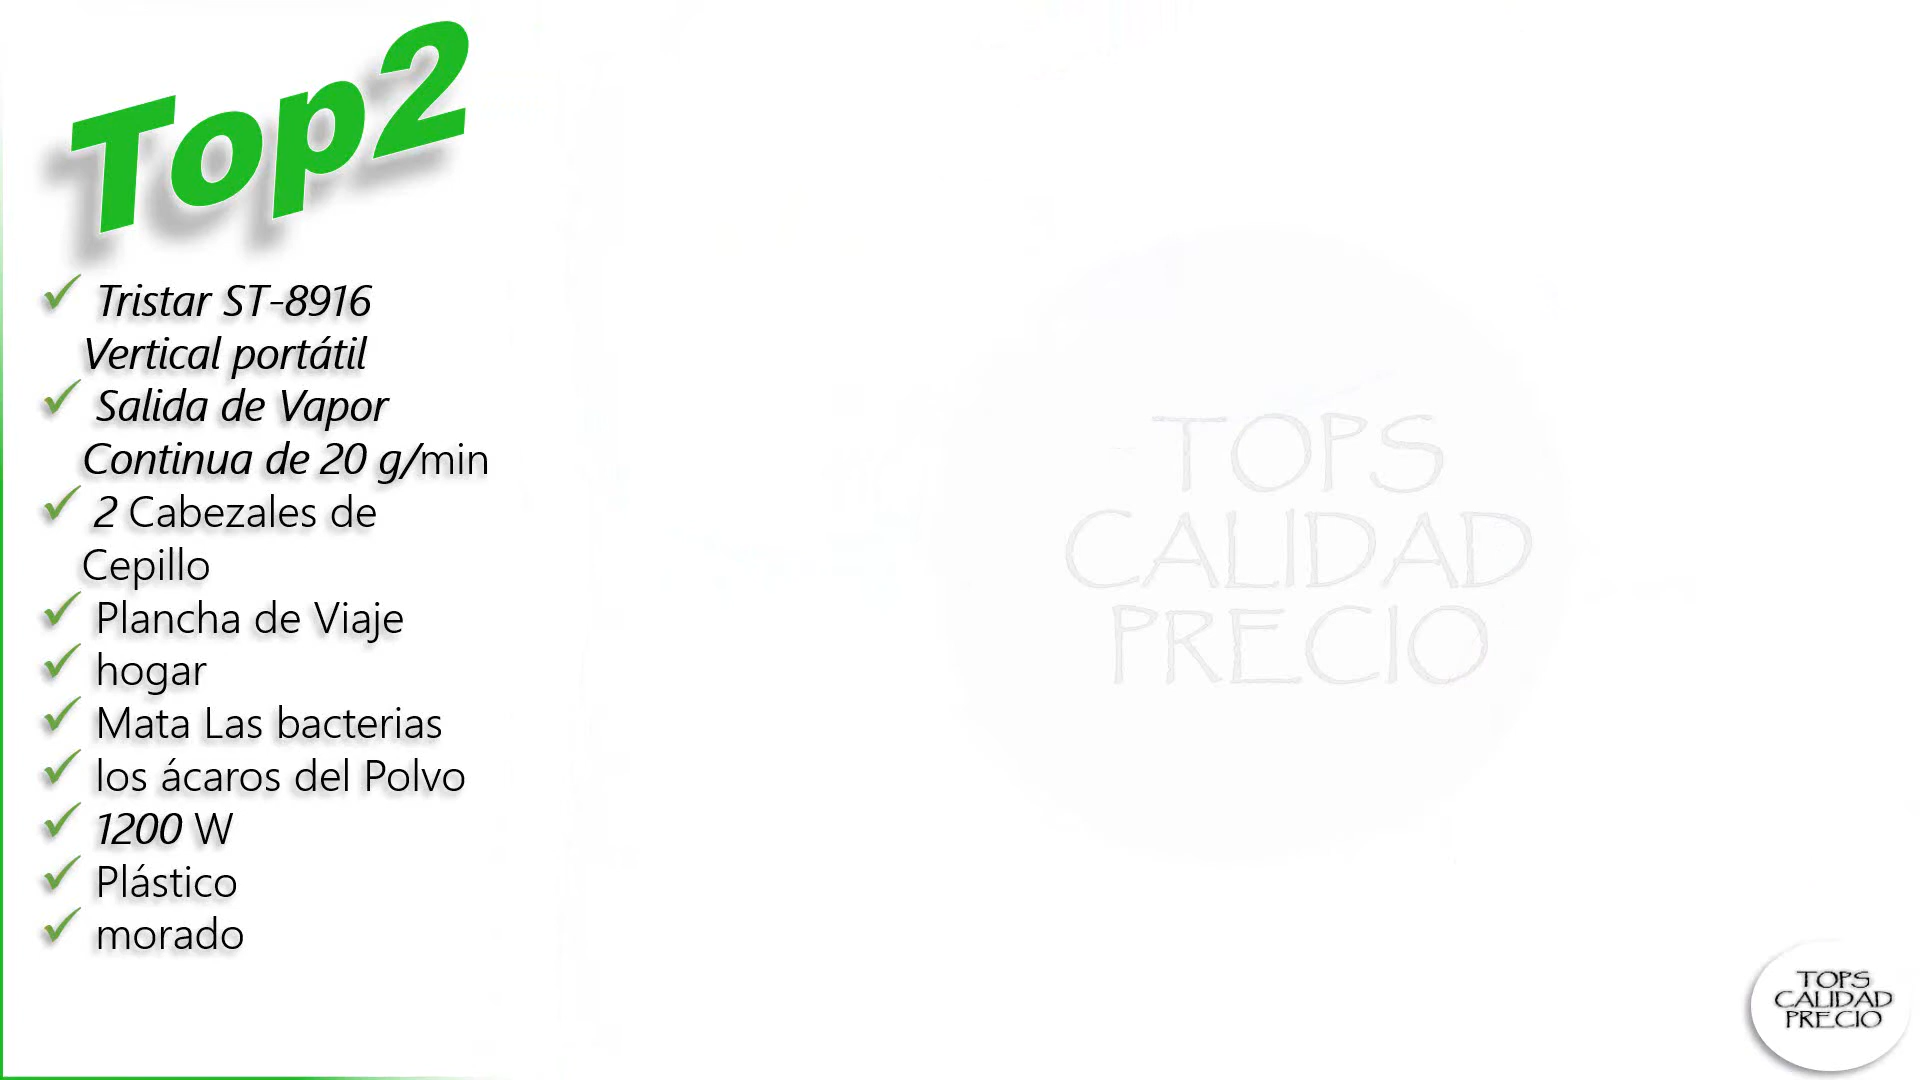 Top2
✓ Tristar ST-8916
Vertical portátil
✓ Salida de Vapor
Continua de 20 g/min
✓ 2 Cabezales de
Cepillo
✓ Plancha de Viaje
✓ hogar
✓ Mata Las bacterias
✓ los ácaros del Polvo
✓ 1200 W
✓ Plástico
✓ morado
TOPS
CALIDAD
PRECIO
TOPS
CALIDAD
PRECIO